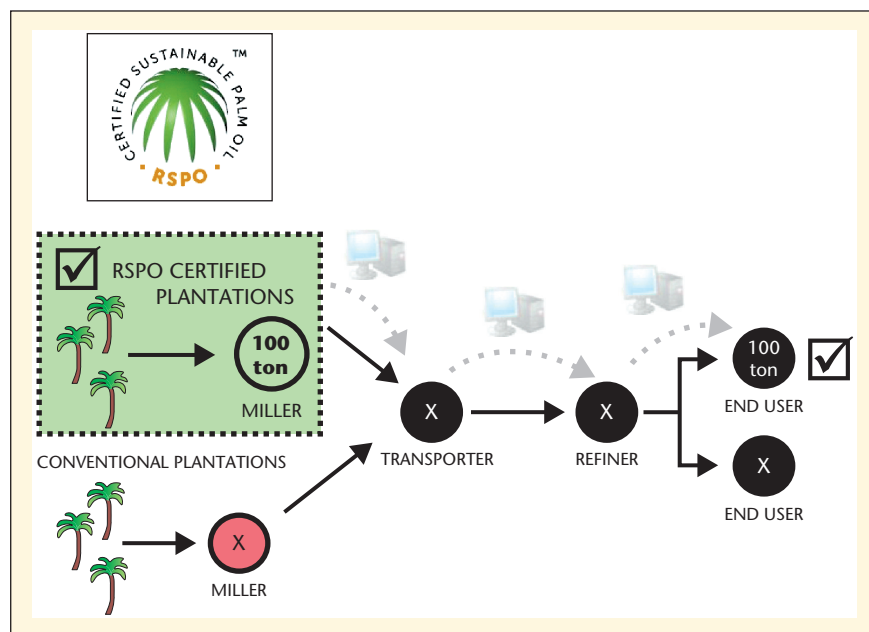 CERTIFIED SUSTAINABLE PALM OIL ™
· RSPO ·
RSPO CERTIFIED
PLANTATIONS
100
ton
MILLER
100
ton
END USER
X
TRANSPORTER
X
REFINER
X
END USER
CONVENTIONAL PLANTATIONS
X
MILLER